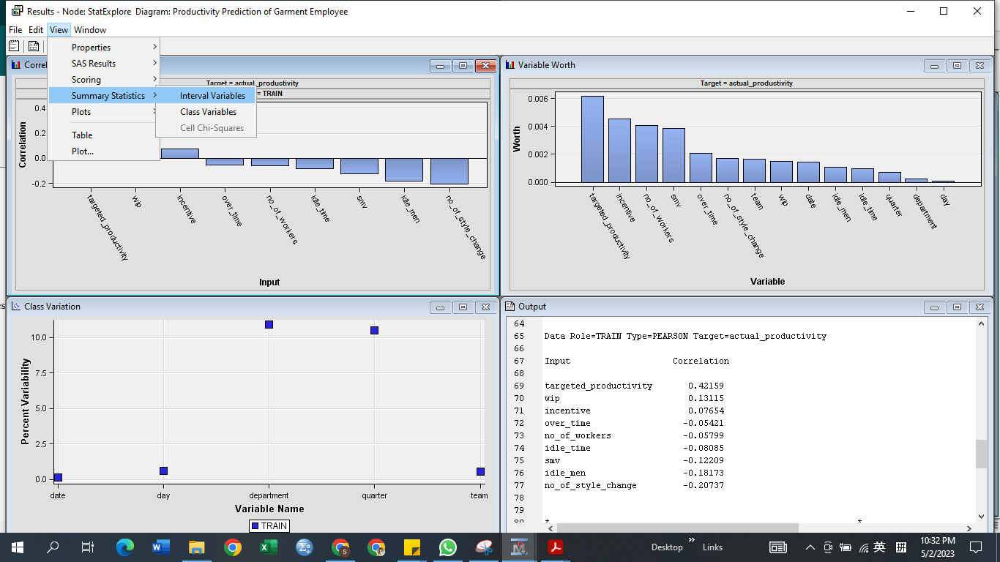 Results - Node: StatExplore Diagram: Productivity Prediction of Garment Employee
File Edit View Window
Properties
SAS Results
Scoring
Summary Statistics
Plots
Table
Plot...
Interval Variables
Class Variables
Cell Chi-Squares
Target = actual_productivity
= TRAIN
Correlation
0.4
0.2
0.0
-0.2
targeted_productivity
wip
incentive
over_time
no_of_workers
idle_time
smv
idle_men
no_of_style_change
Input
Variable Worth
Target = actual_productivity
Worth
0.006
0.004
0.002
0.000
targeted_productivity
incentive
no_of_workers
smv
over_time
no_of_style_change
team
wip
date
idle_men
idle_time
quarter
department
day
Variable
Class Variation
Percent Variability
10.0
7.5
5.0
2.5
0.0
date day department quarter team
Variable Name
TRAIN
Output
64
65 Data Role=TRAIN Type=PEARSON Target=actual_productivity
66
67 Input Correlation
68
69 targeted_productivity 0.42159
70 wip 0.13115
71 incentive 0.07654
72 over_time -0.05421
73 no_of_workers -0.05799
74 idle_time -0.08085
75 smv -0.12209
76 idle_men -0.18173
77 no_of_style_change -0.20737
78
79
80 * *
Desktop » Links
英
10:32 PM
5/2/2023